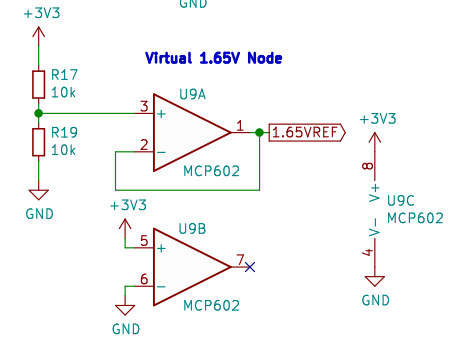 GND
+3V3
Virtual 1.65V Node
R17
10k
U9A
3
+
1
1.65VREF
2
-
MCP602
R19
10k
GND
+3V3
8
V+
U9C
MCP602
V-
4
GND
+3V3
U9B
5
+
7
6
-
MCP602
GND